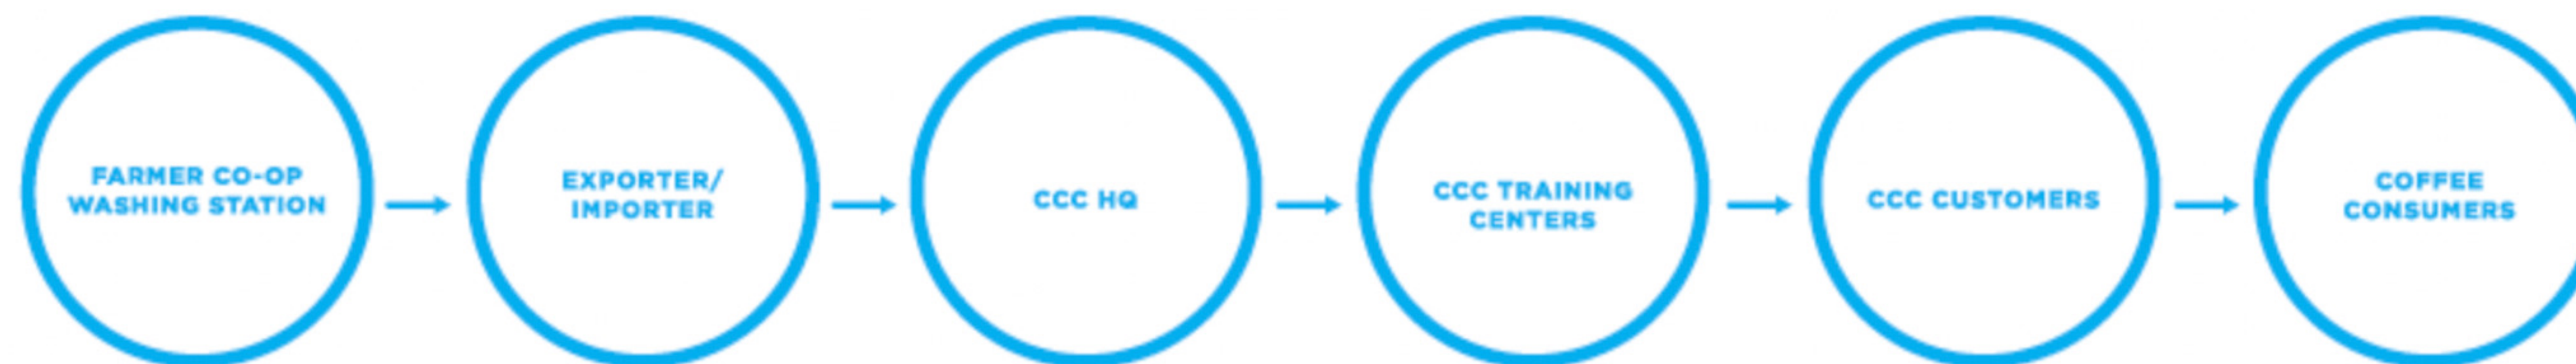 FARMER CO-OP
WASHING STATION
EXPORTER/
IMPORTER
CCC HQ
CCC TRAINING
CENTERS
CCC CUSTOMERS
COFFEE
CONSUMERS